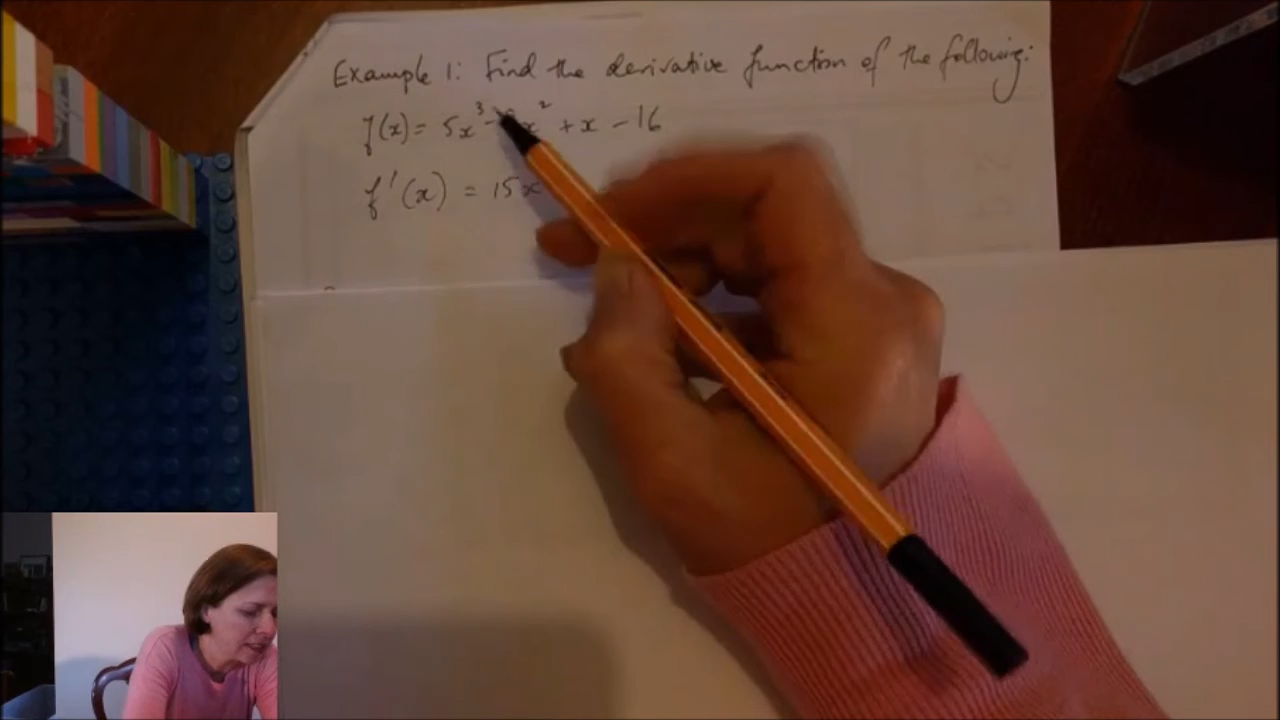 Example 1: Find the derivative function of the following:
f(x) = 5x³ - x² + x - 16
f'(x) = 15x